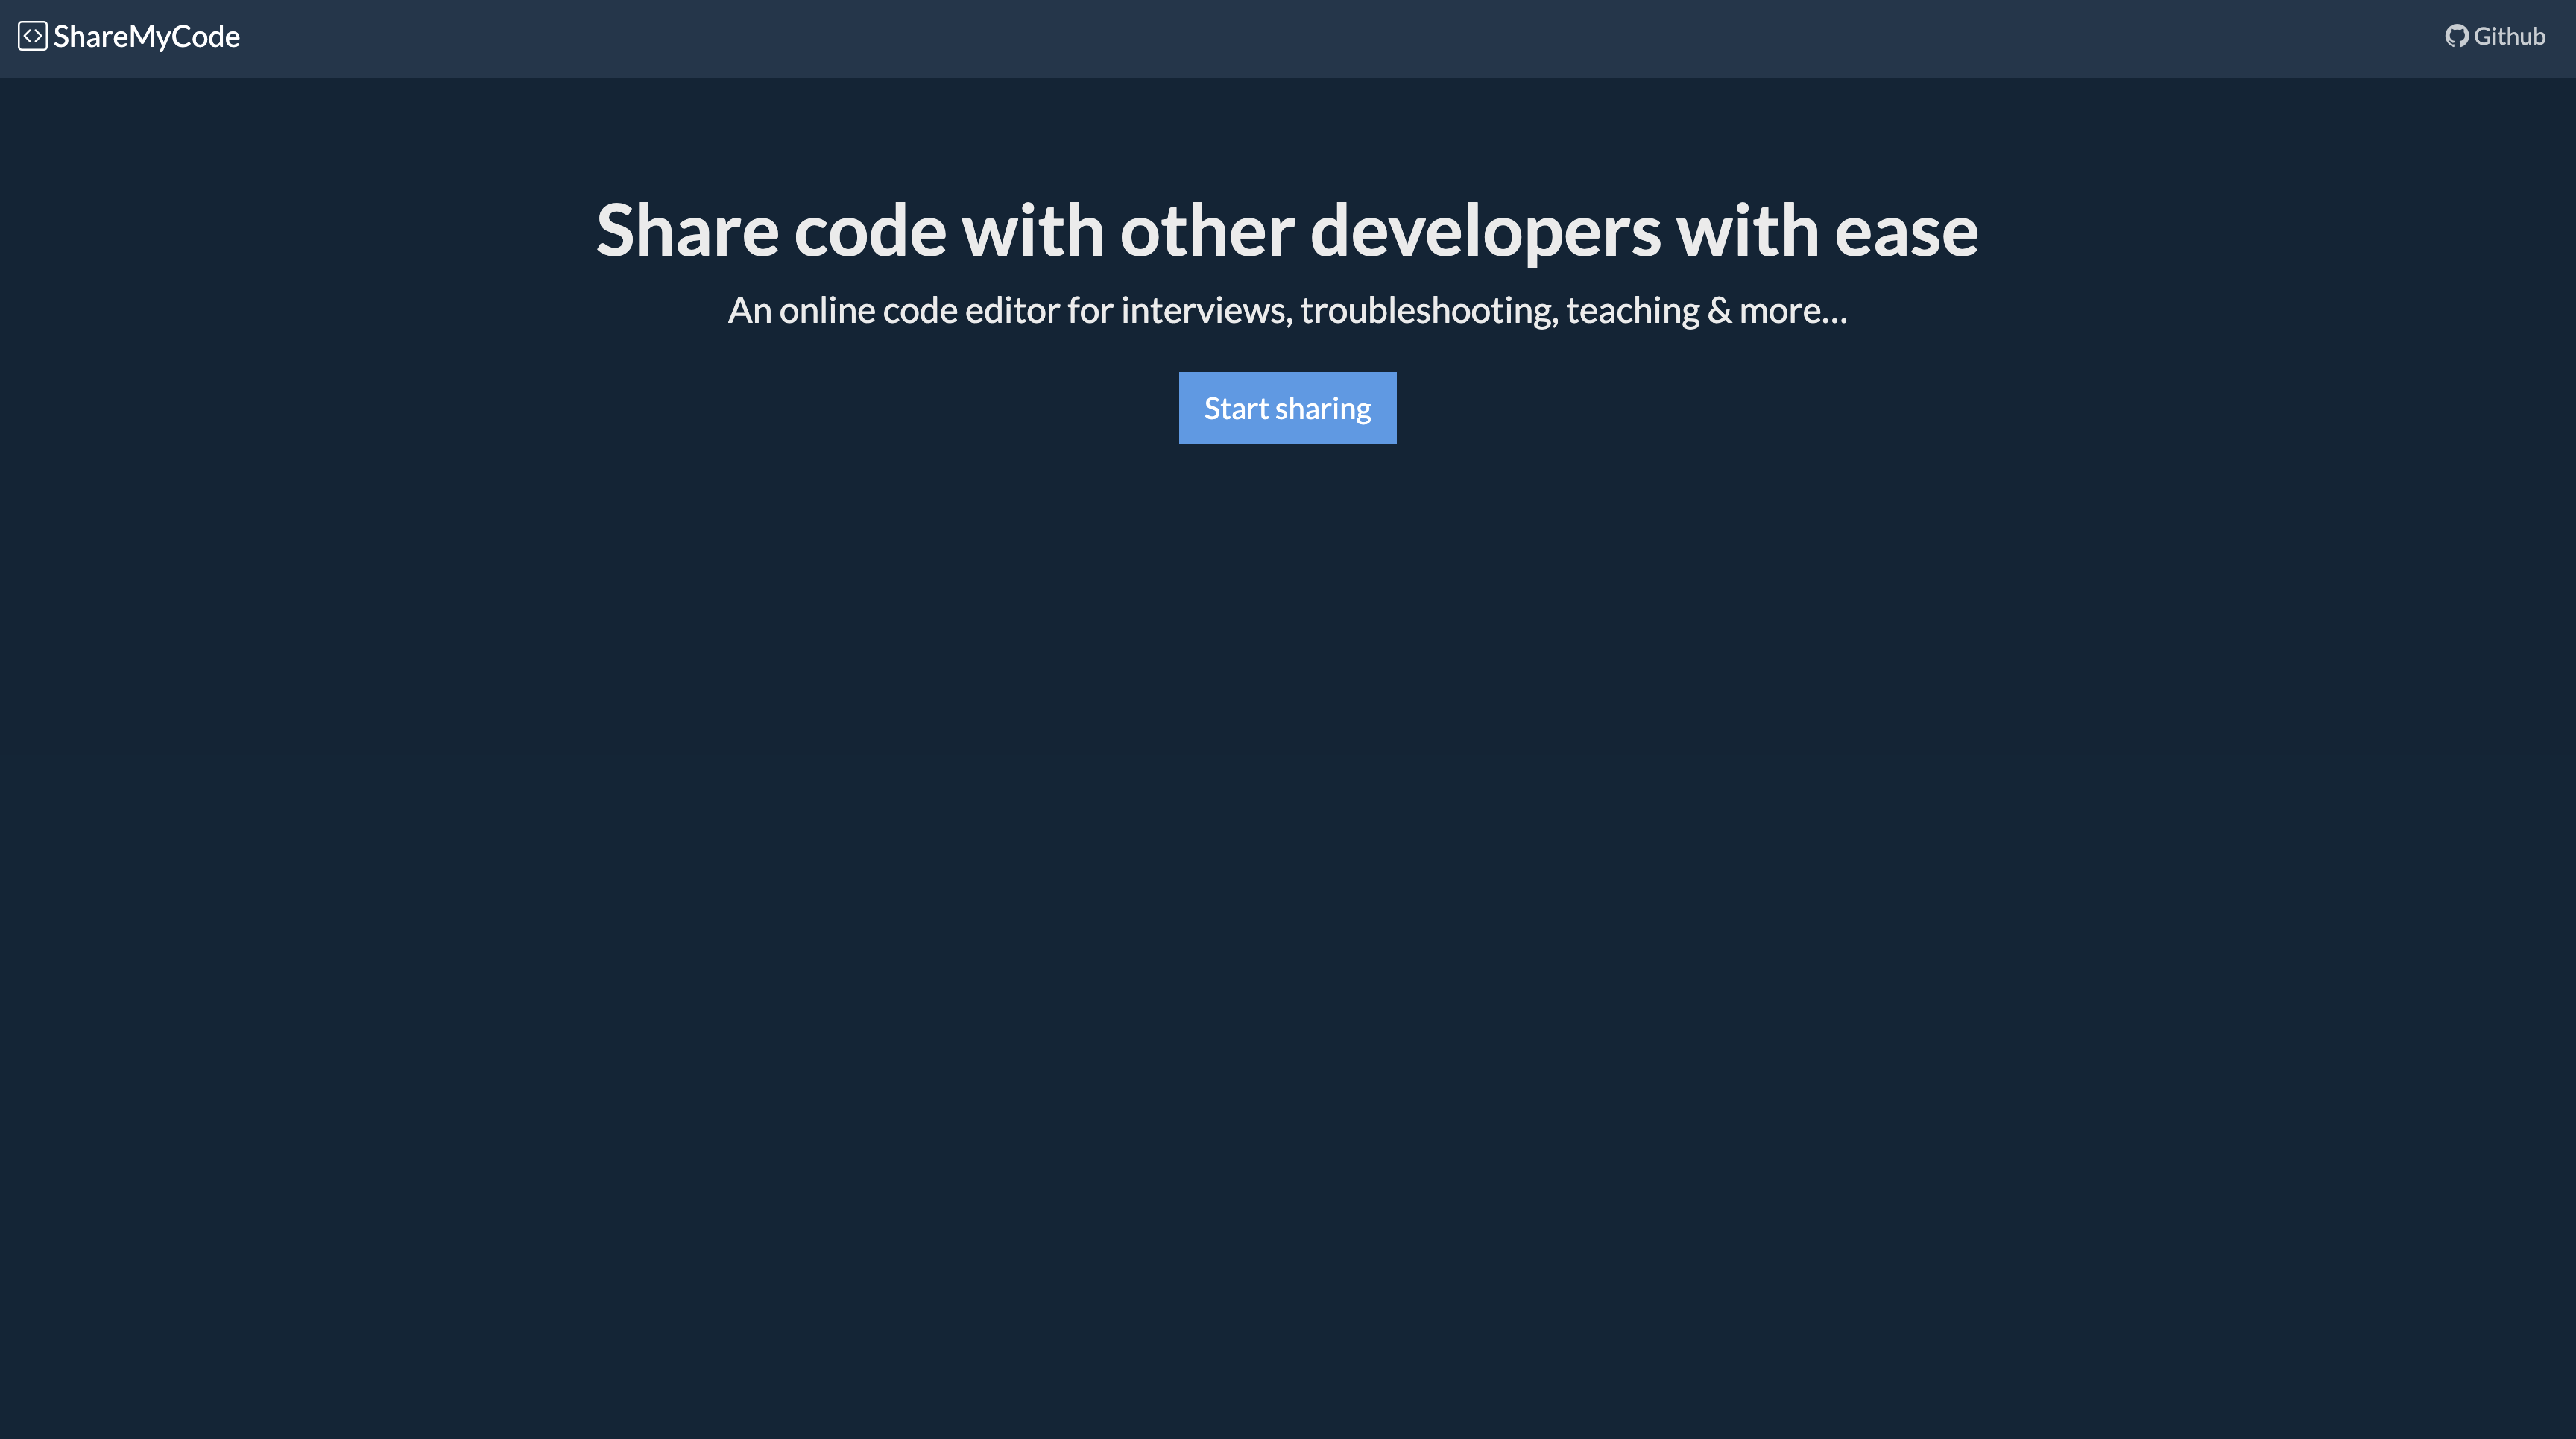 ShareMyCode
Github
Share code with other developers with ease
An online code editor for interviews, troubleshooting, teaching & more...
Start sharing